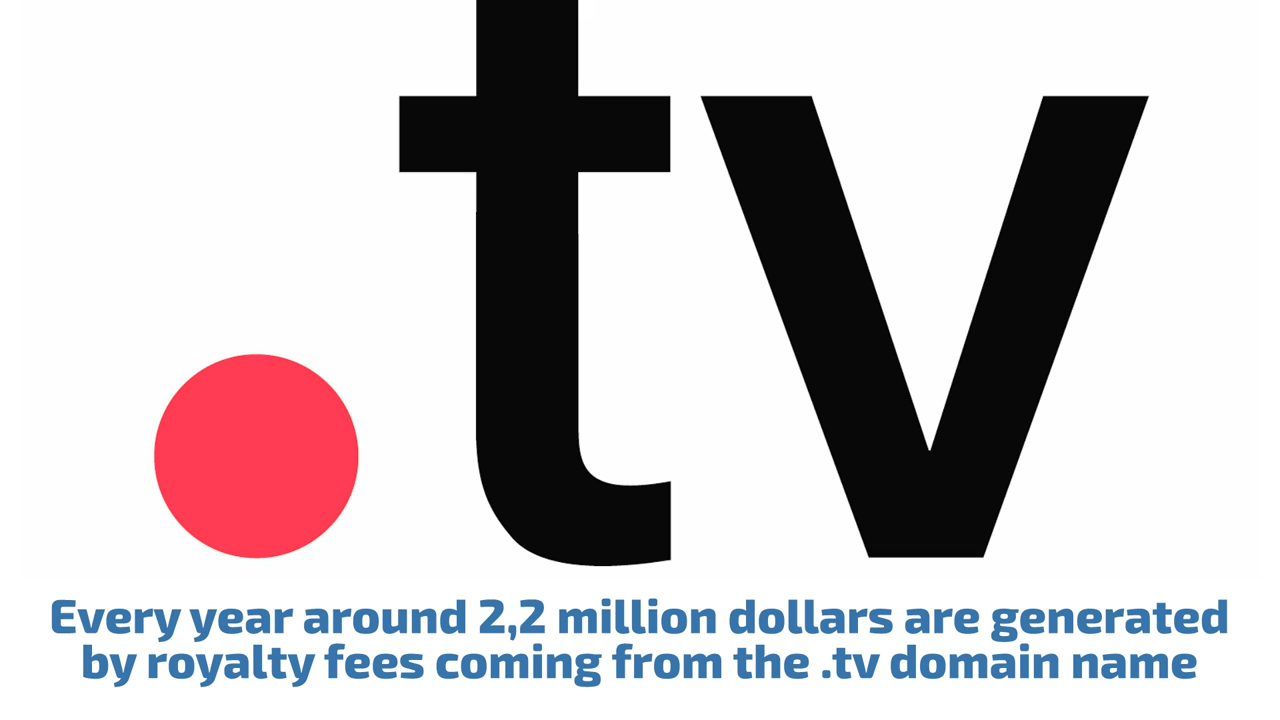 .tv
Every year around 2,2 million dollars are generated
by royalty fees coming from the .tv domain name